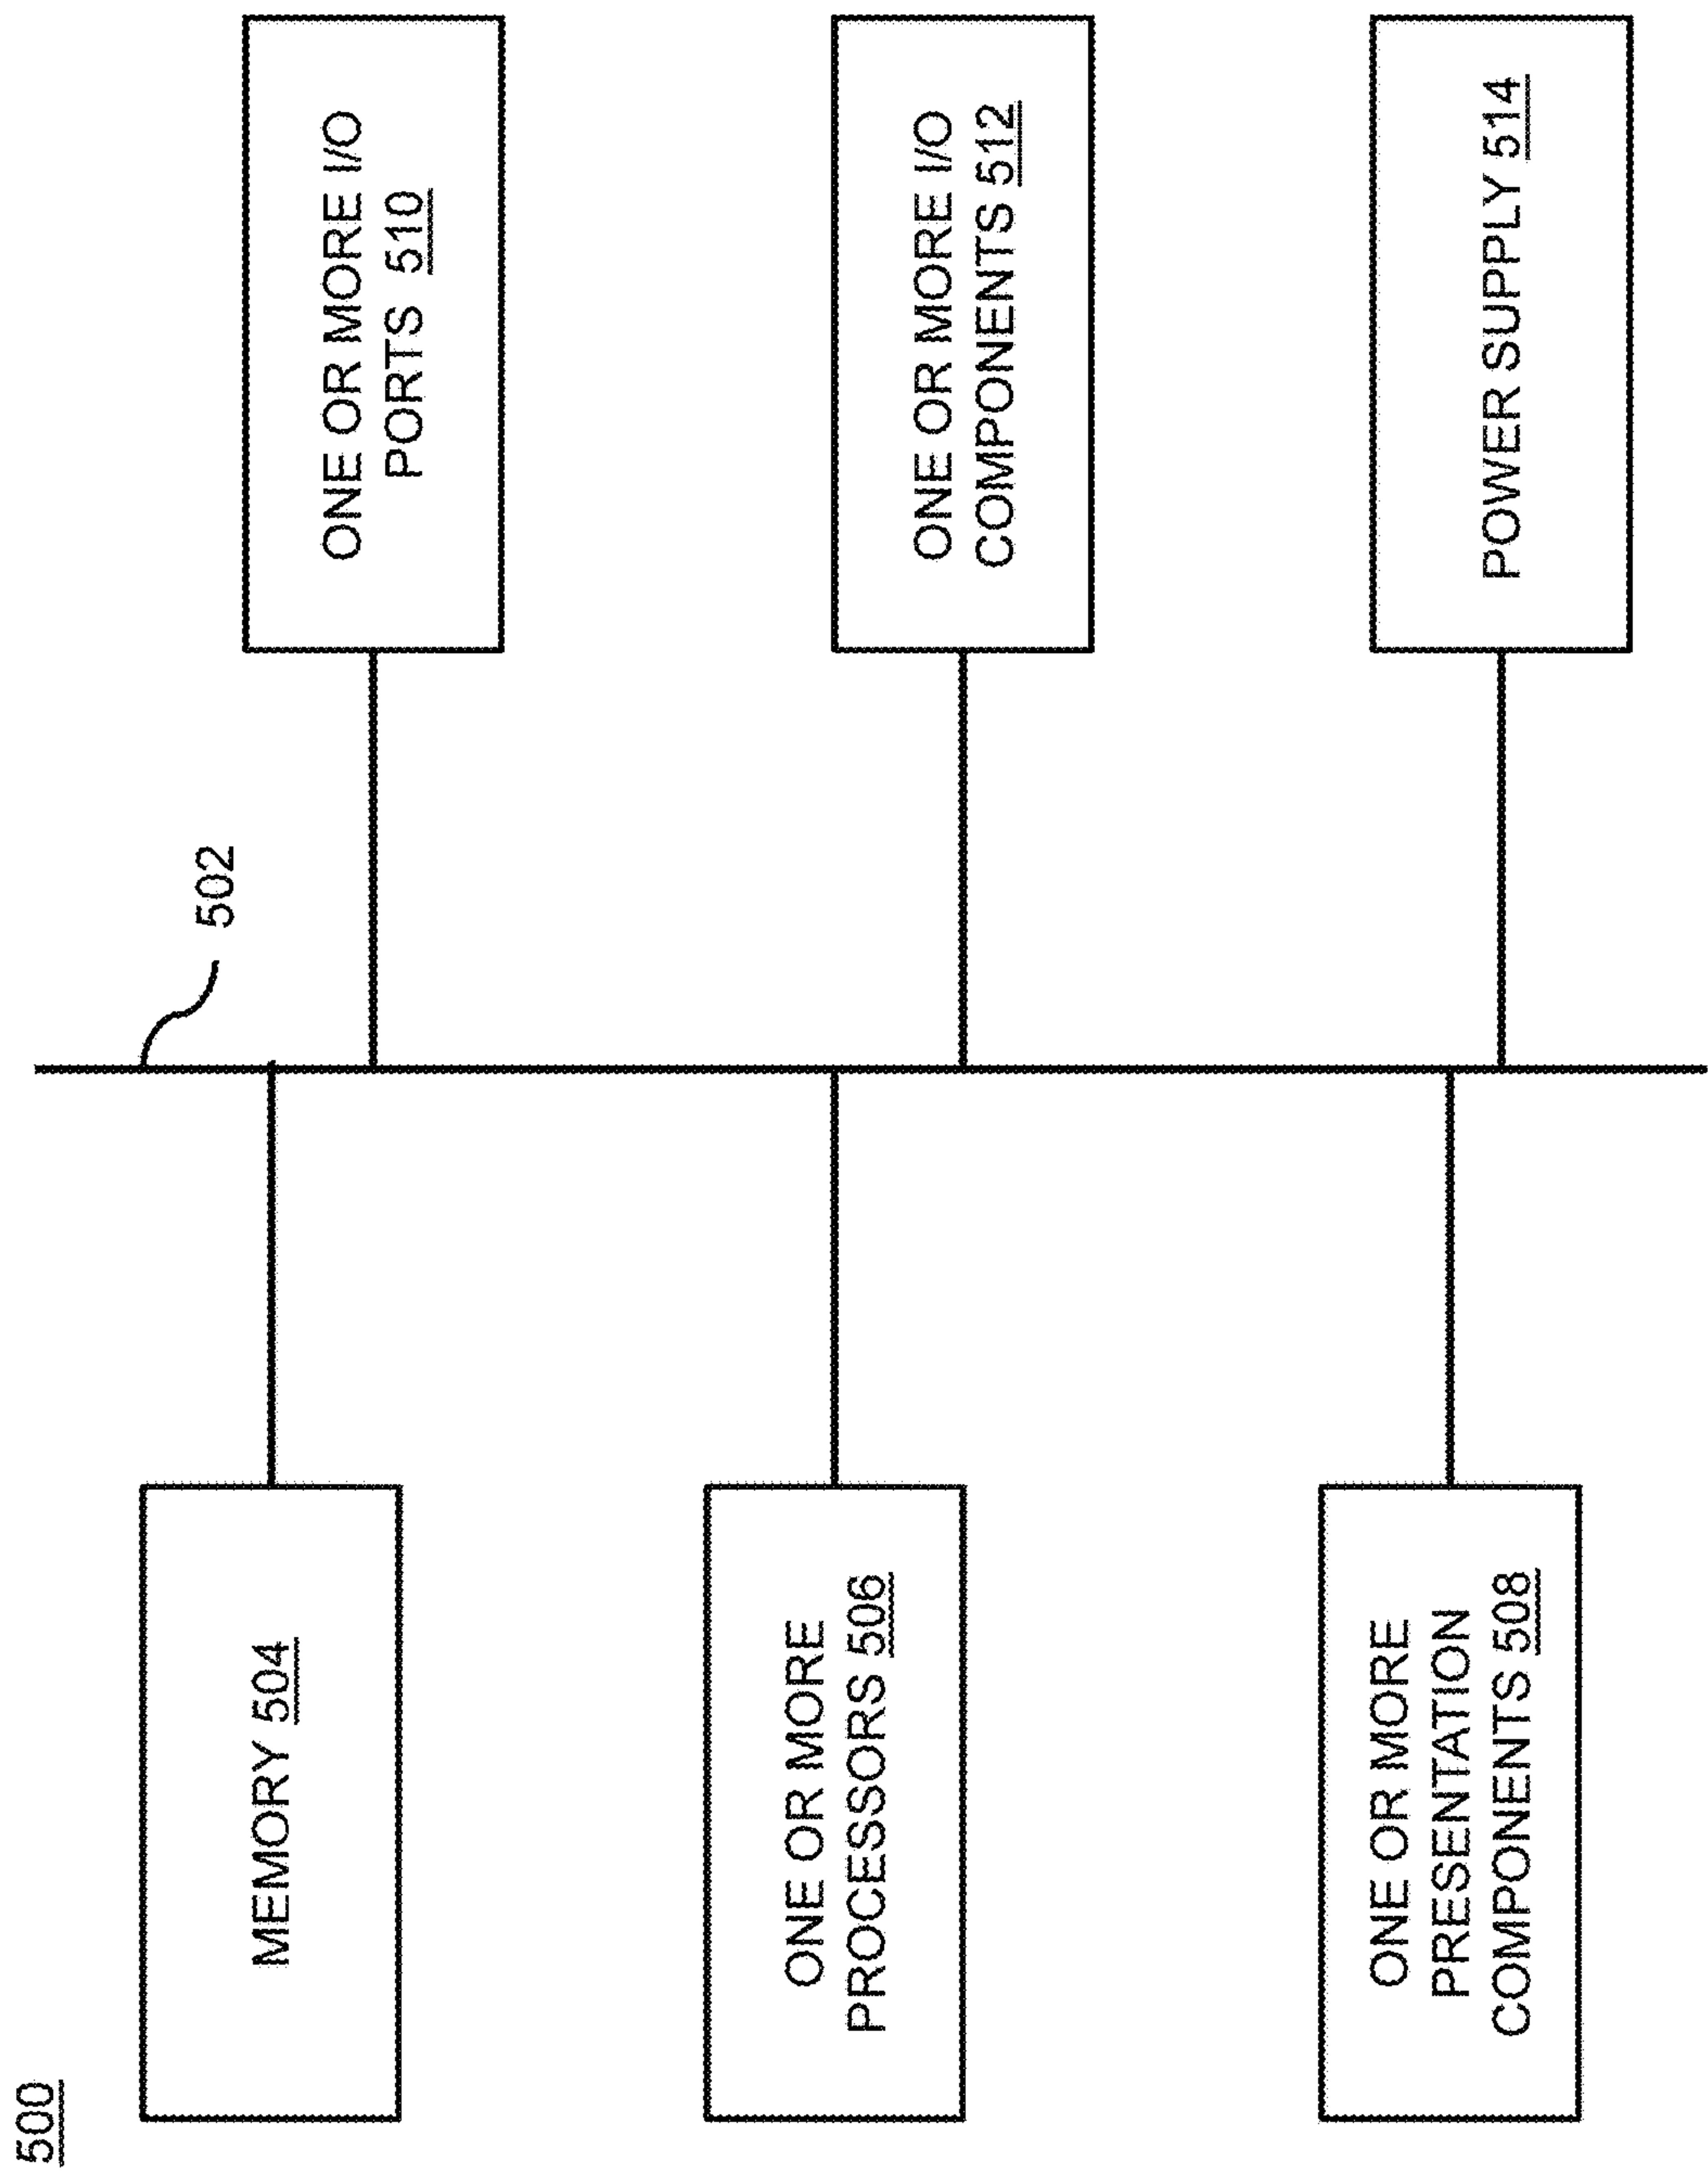 500
502
MEMORY 504
ONE OR MORE
PROCESSORS 506
ONE OR MORE
PRESENTATION
COMPONENTS 508
ONE OR MORE I/O
PORTS 510
ONE OR MORE I/O
COMPONENTS 512
POWER SUPPLY 514